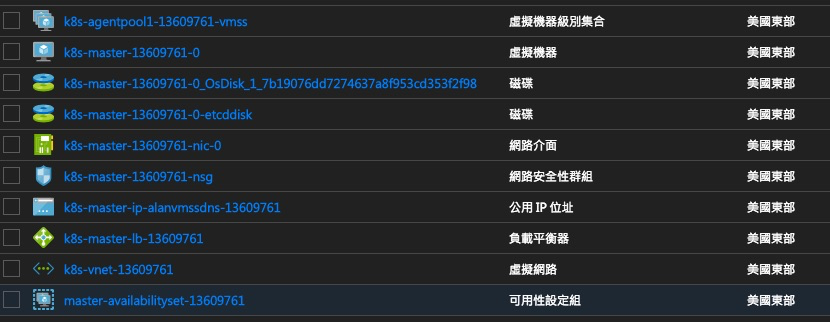 k8s-agentpool1-13609761-vmss 虛擬機器級別集合 美國東部
k8s-master-13609761-0 虛擬機器 美國東部
k8s-master-13609761-0_OsDisk_1_7b19076dd7274637a8f953cd353f2f98 磁碟 美國東部
k8s-master-13609761-0-etcddisk 磁碟 美國東部
k8s-master-13609761-nic-0 網路介面 美國東部
k8s-master-13609761-nsg 網路安全性群組 美國東部
k8s-master-ip-alanvmssdns-13609761 公用 IP 位址 美國東部
k8s-master-lb-13609761 負載平衡器 美國東部
k8s-vnet-13609761 虛擬網路 美國東部
master-availabilityset-13609761 可用性設定組 美國東部